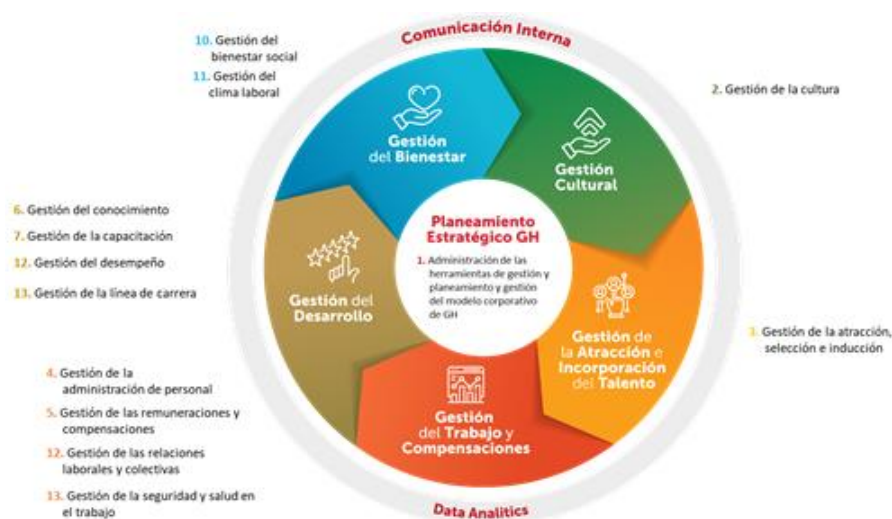 Comunicación Interna
10. Gestión del
bienestar social
11. Gestión del
clima laboral
2. Gestión de la cultura
Gestión
del Bienestar
Gestión
Cultural
6. Gestión del conocimiento
7. Gestión de la capacitación
12. Gestión del desempeño
13. Gestión de la línea de carrera
Gestión del
Desarrollo
Planeamiento
Estratégico GH
1. Administración de las
herramientas de gestión y
planeamiento y gestión
del modelo corporativo
de GH
Gestión de
la Atracción e
Incorporación
del Talento
3. Gestión de la atracción,
selección e inducción
4. Gestión de la
administración de personal
5. Gestión de las remuneraciones y
compensaciones
12. Gestión de las relaciones
laborales y colectivas
13. Gestión de la seguridad y salud en
el trabajo
Gestión
del Trabajo y
Compensaciones
Data Analitics